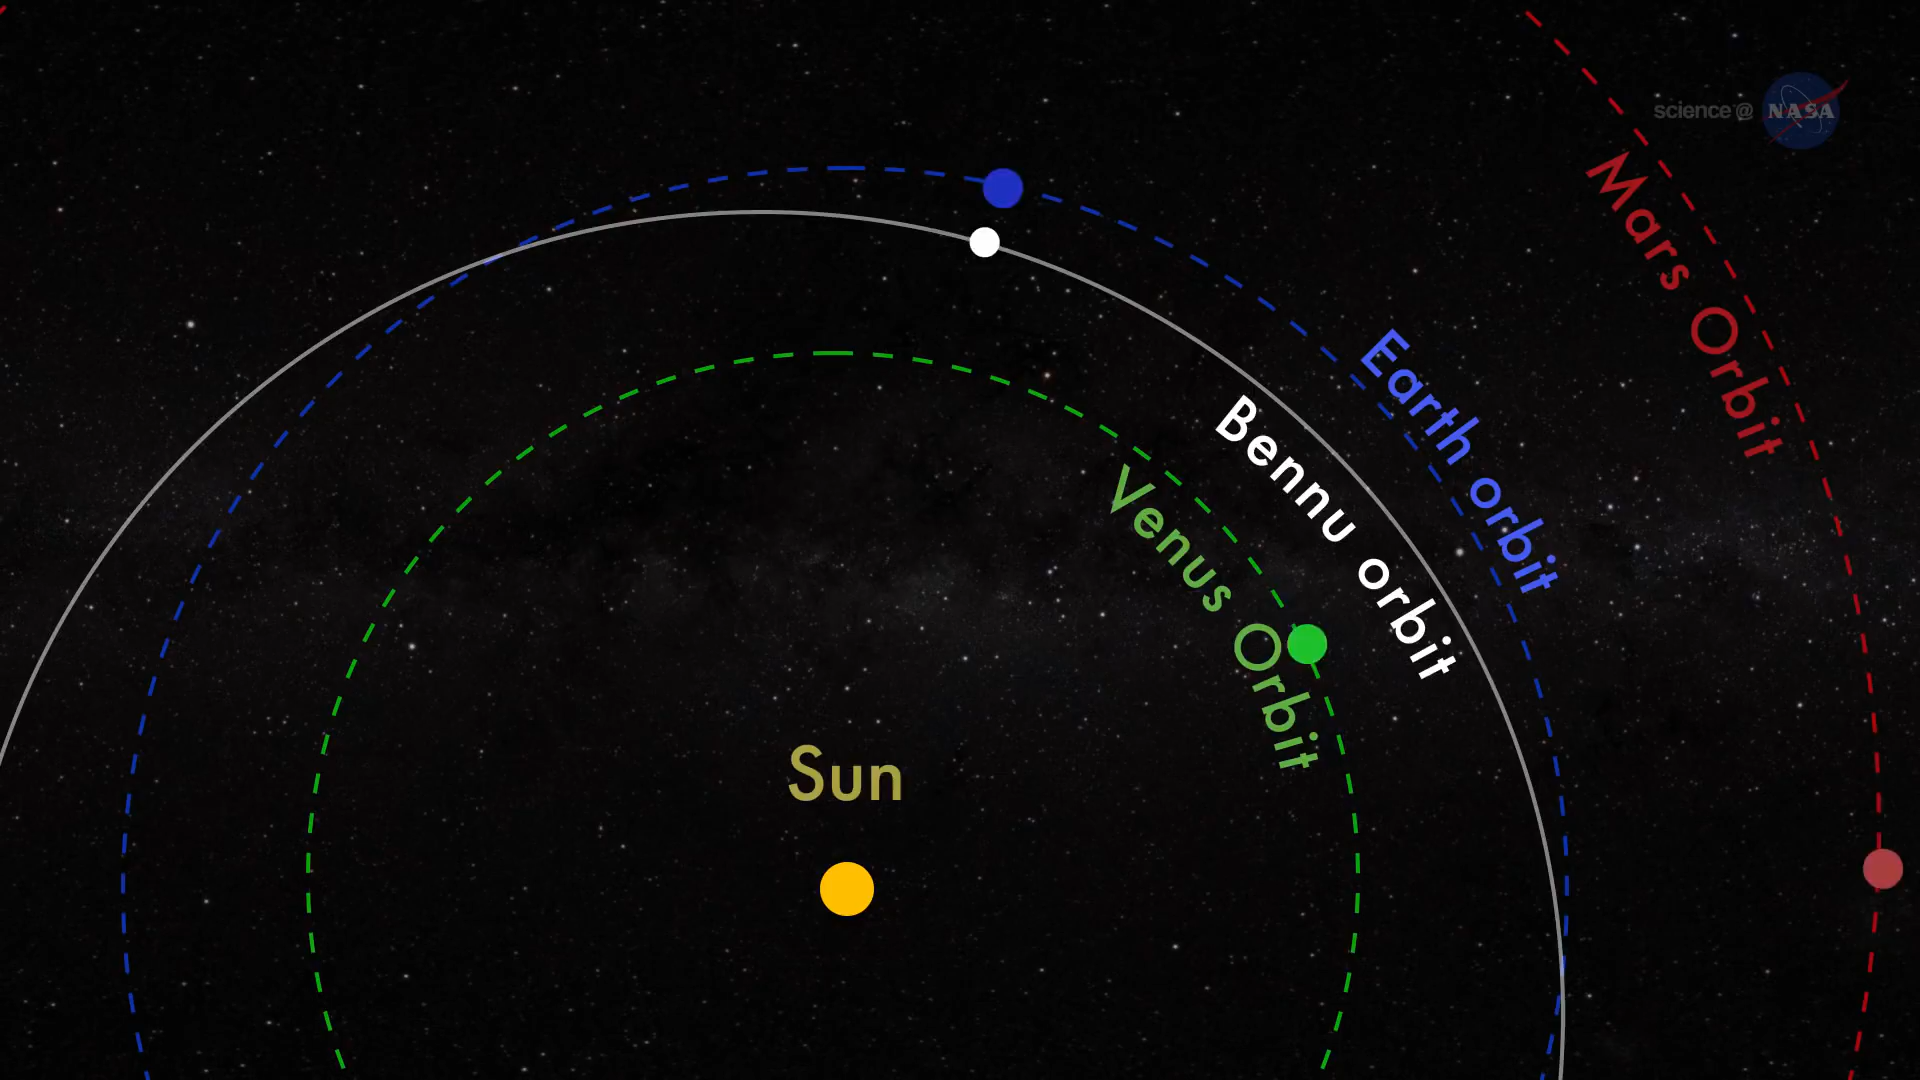 science@ NASA
Mars Orbit
Earth orbit
Bennu orbit
Venus Orbit
Sun